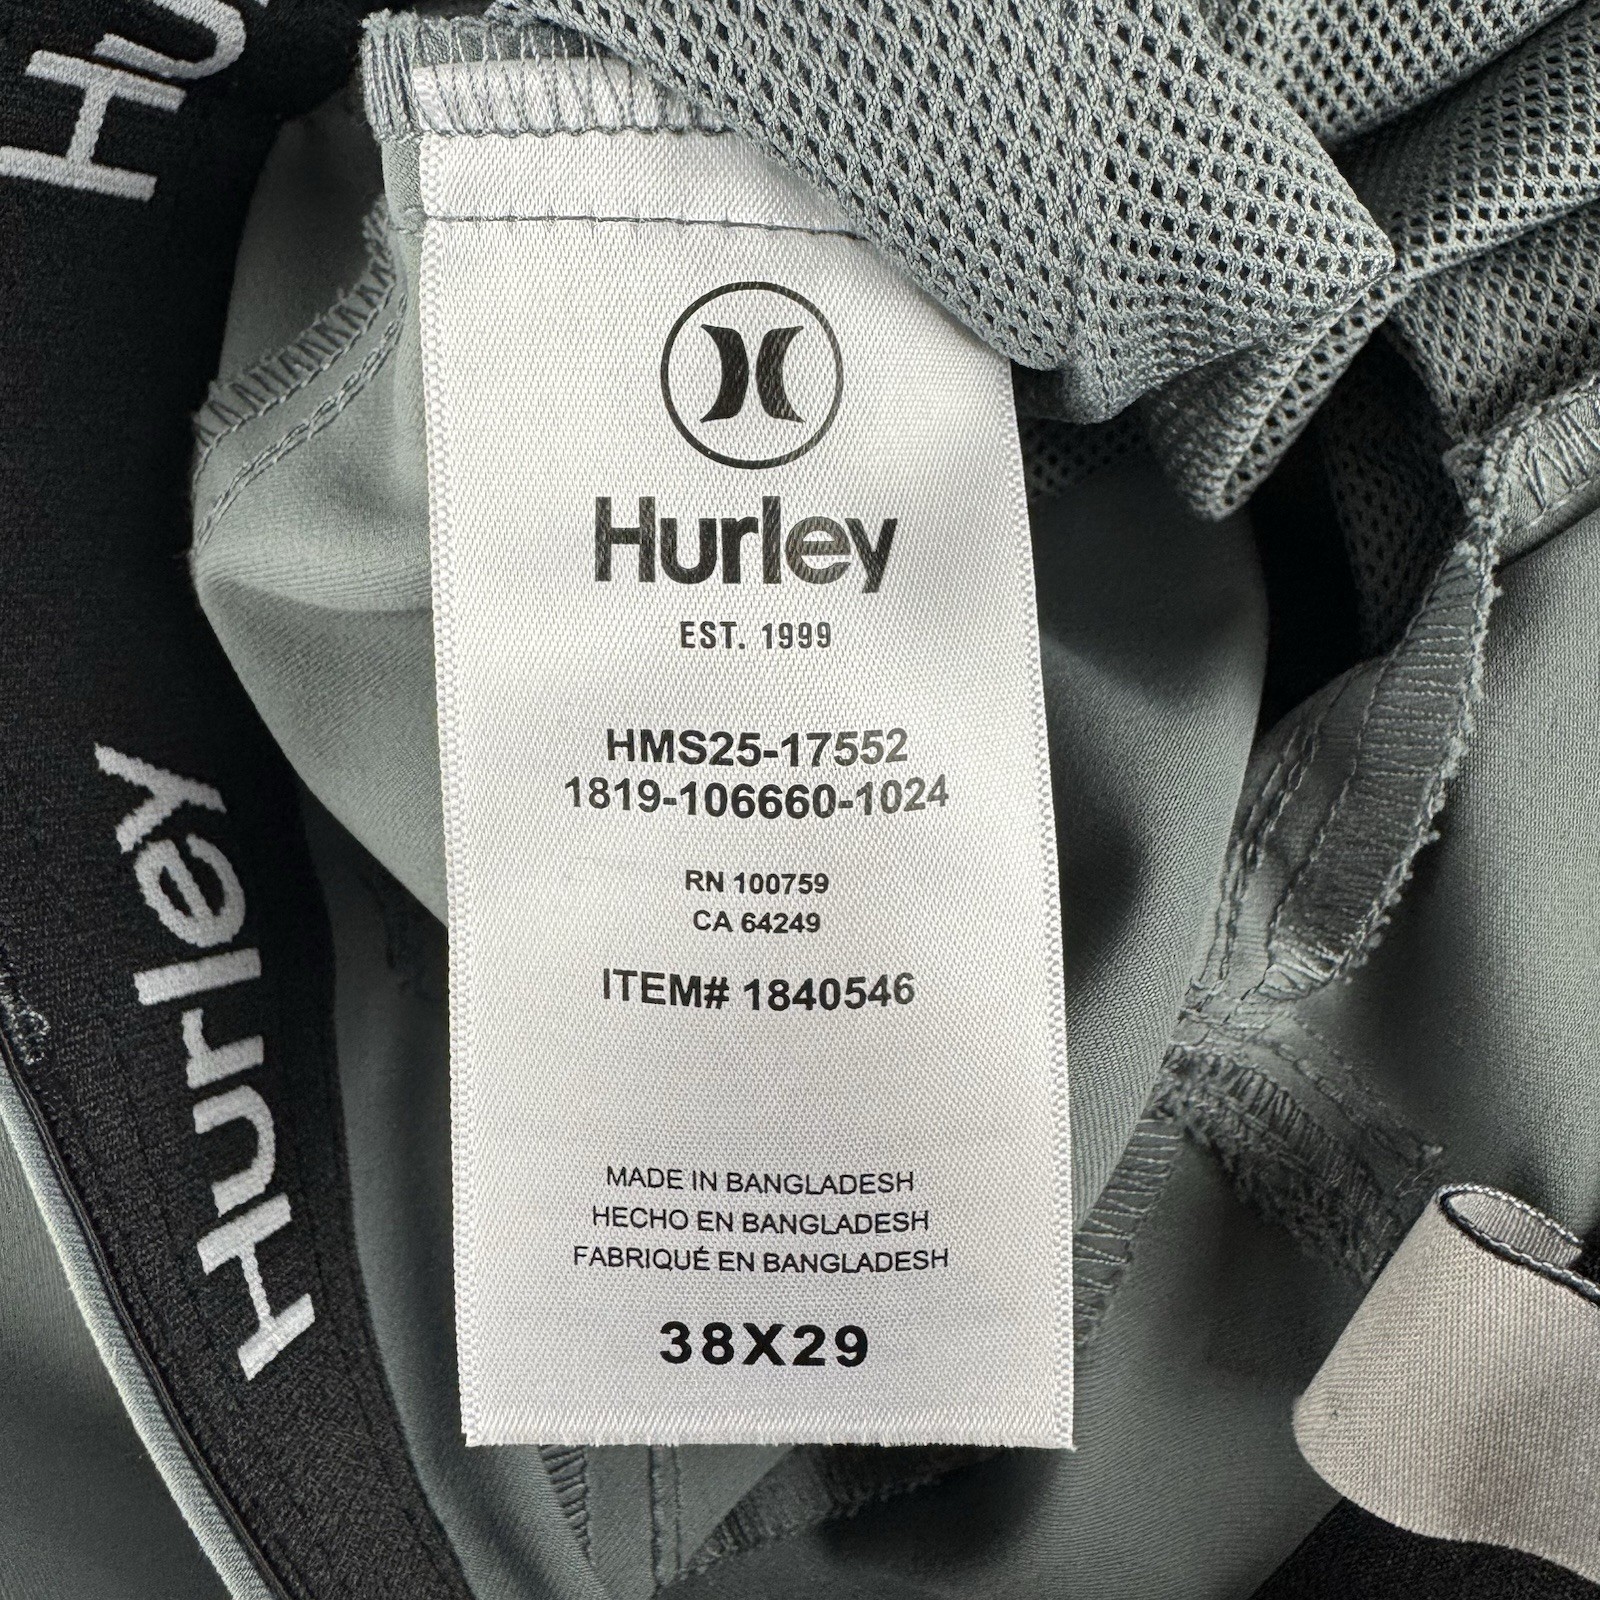 Hu
Hurley
EST. 1999
HMS25-17552
1819-106660-1024
RN 100759
CA 64249
ITEM# 1840546
MADE IN BANGLADESH
HECHO EN BANGLADESH
FABRIQUÉ EN BANGLADESH
38X29
Hurley